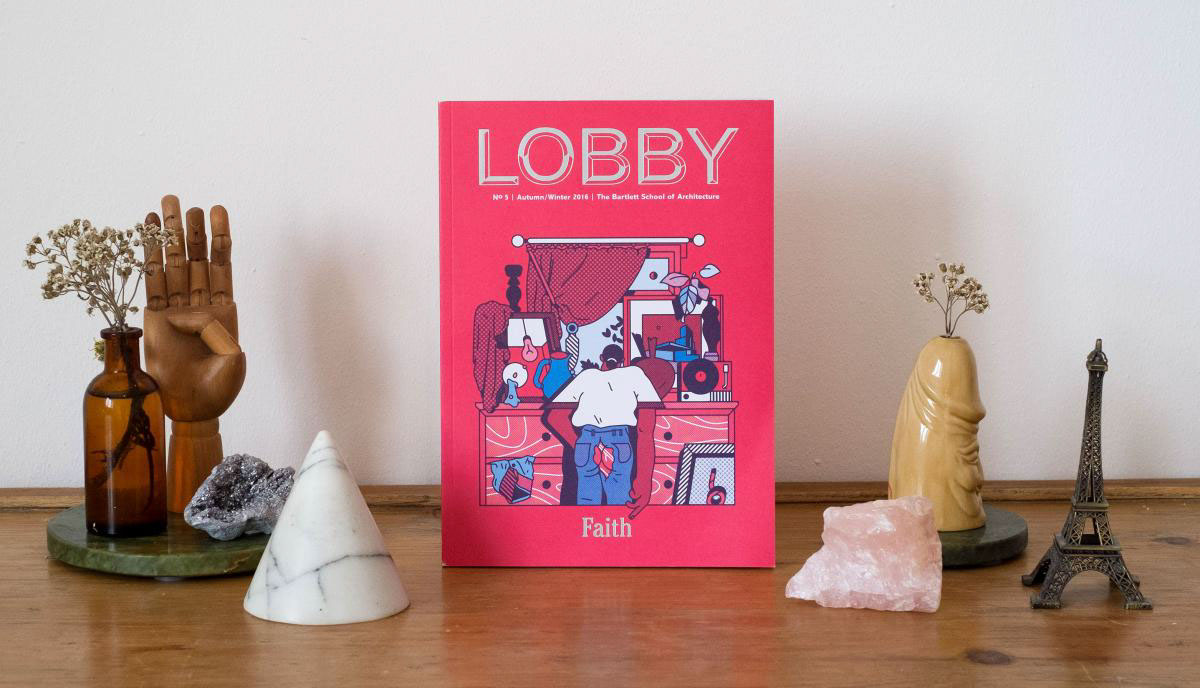 LOBBY
Nº 5 | Autumn/Winter 2016 | The Bartlett School of Architecture
Faith